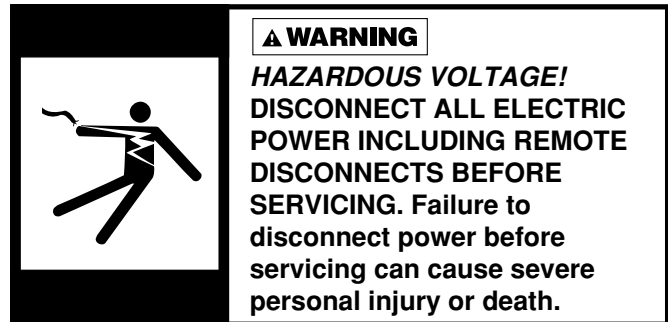 WARNING
HAZARDOUS VOLTAGE!
DISCONNECT ALL ELECTRIC
POWER INCLUDING REMOTE
DISCONNECTS BEFORE
SERVICING. Failure to
disconnect power before
servicing can cause severe
personal injury or death.